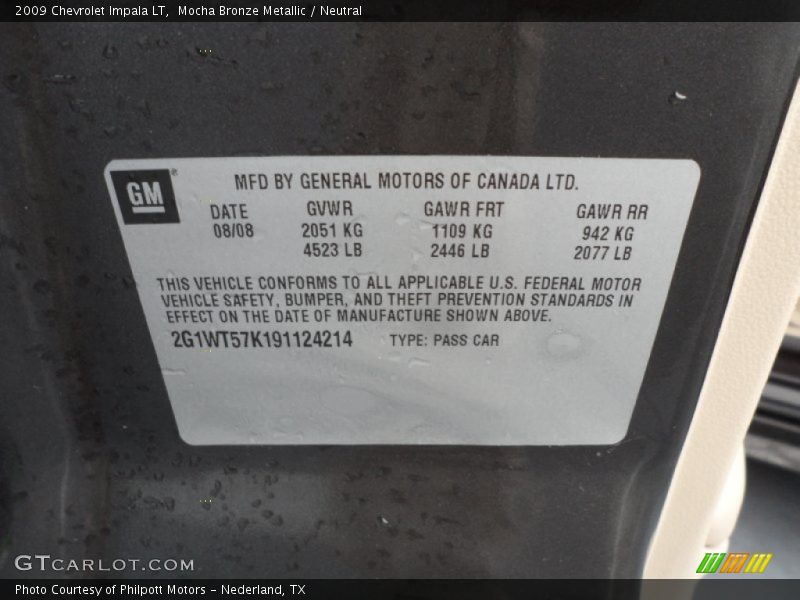 2009 Chevrolet Impala LT,  Mocha Bronze Metallic / Neutral
GM
®
MFD BY GENERAL MOTORS OF CANADA LTD.
DATE GVWR GAWR FRT GAWR RR
08/08 2051 KG 1109 KG 942 KG
4523 LB 2446 LB 2077 LB
THIS VEHICLE CONFORMS TO ALL APPLICABLE U.S. FEDERAL MOTOR
VEHICLE SAFETY, BUMPER, AND THEFT PREVENTION STANDARDS IN
EFFECT ON THE DATE OF MANUFACTURE SHOWN ABOVE.
2G1WT57K191124214 TYPE: PASS CAR
GTCARLOT.COM
Photo Courtesy of Philpott Motors - Nederland, TX